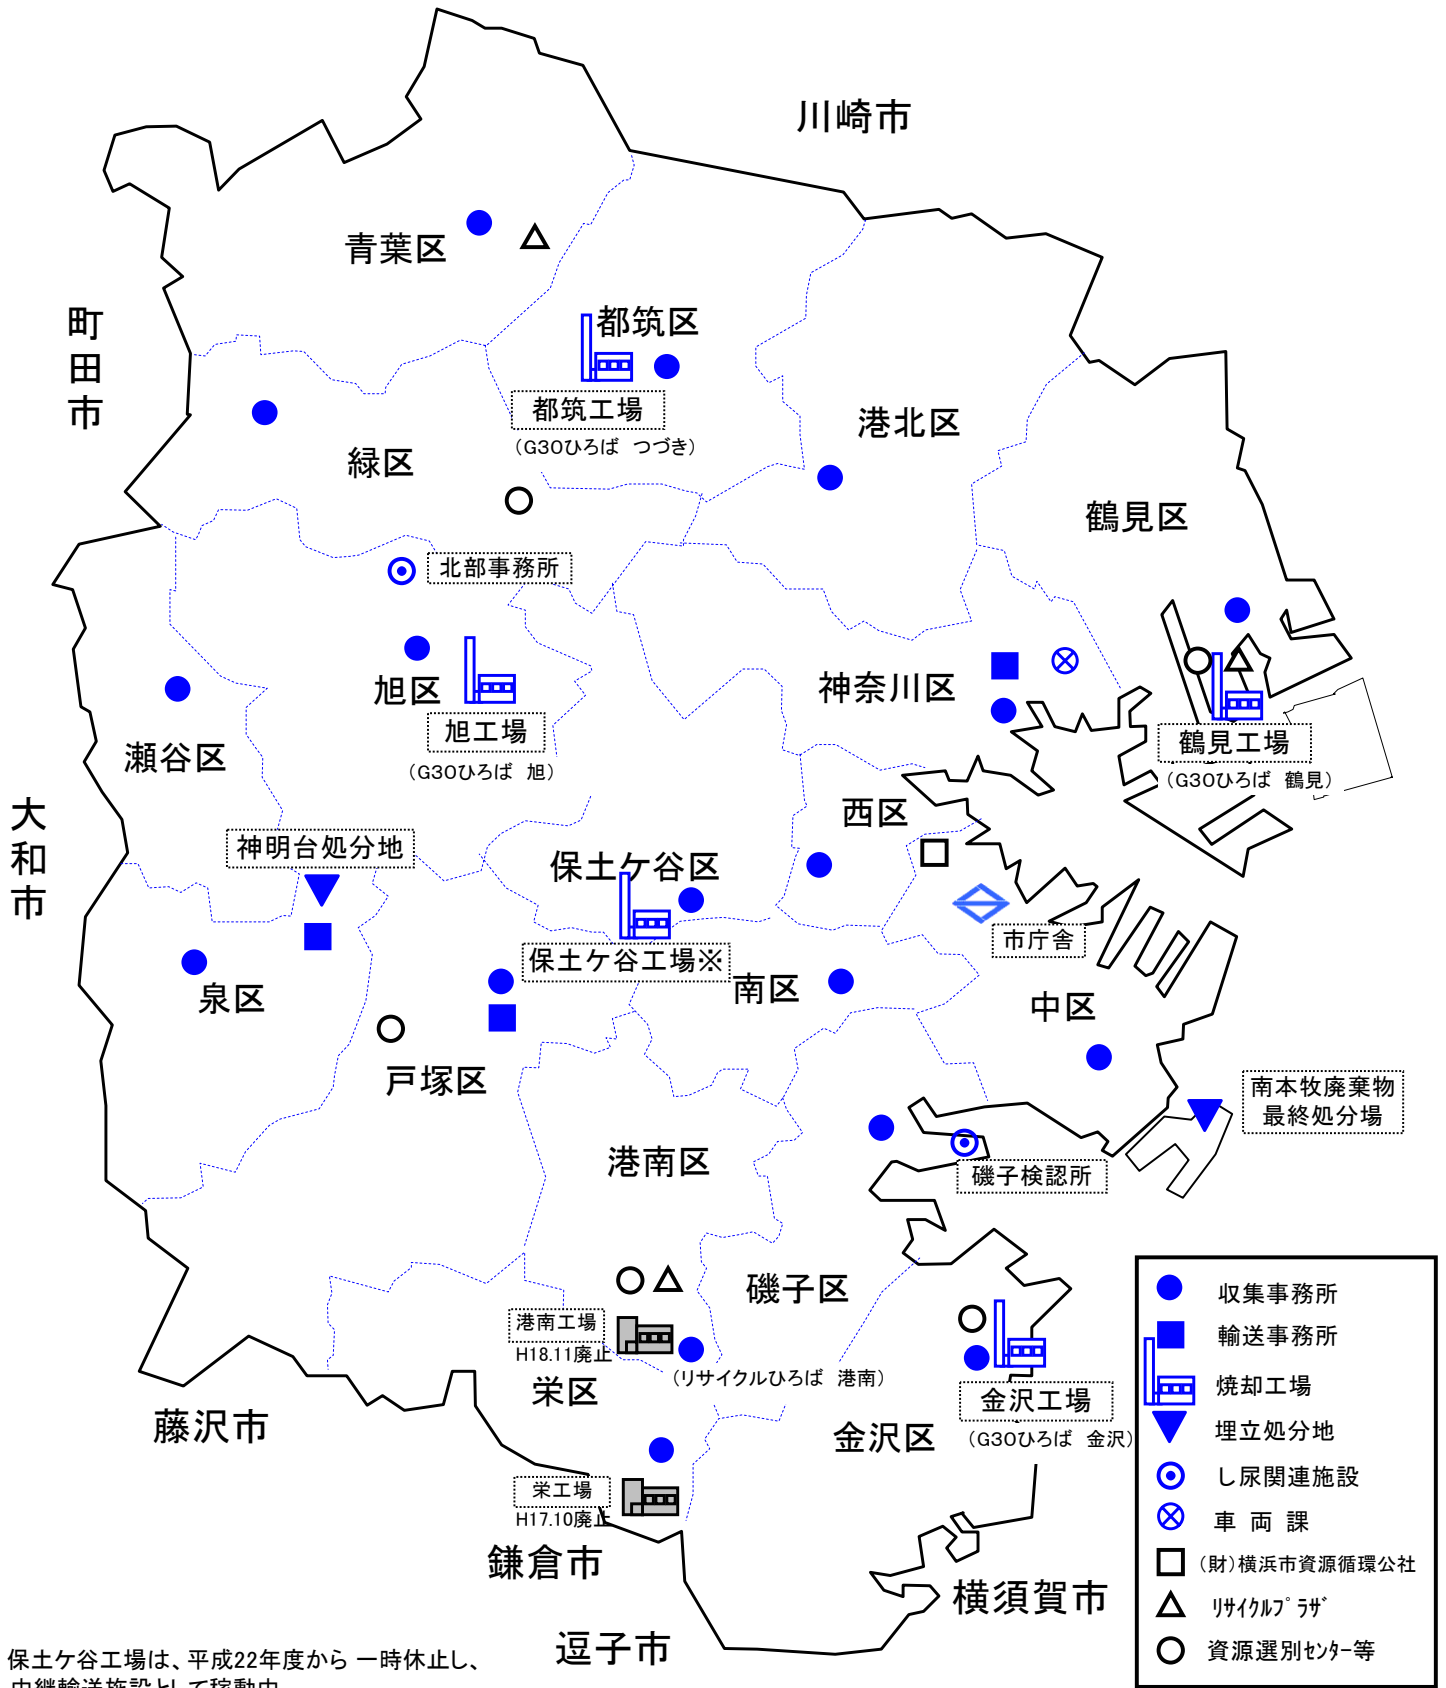 川崎市
青葉区
町田市
都筑区
都筑工場
（G30ひろば　つづき）
港北区
緑区
鶴見区
北部事務所
旭区
旭工場
（G30ひろば　旭）
神奈川区
鶴見工場
（G30ひろば　鶴見）
瀬谷区
大和市
西区
神明台処分地
保土ケ谷区
保土ケ谷工場※
市庁舎
南区
泉区
中区
戸塚区
南本牧廃棄物
最終処分場
港南区
磯子検認所
磯子区
港南工場
H18.11廃止
（リサイクルひろば　港南）
栄区
金沢工場
（G30ひろば　金沢）
金沢区
藤沢市
栄工場
H17.10廃止
鎌倉市
横須賀市
逗子市
収集事務所
輸送事務所
焼却工場
埋立処分地
し尿関連施設
車 両 課
（財）横浜市資源循環公社
ﾘｻｲｸﾙﾌﾟﾗｻﾞ
資源選別ｾﾝﾀｰ等
保土ケ谷工場は、平成22年度から 一時休止し、
中継輸送施設として稼動中